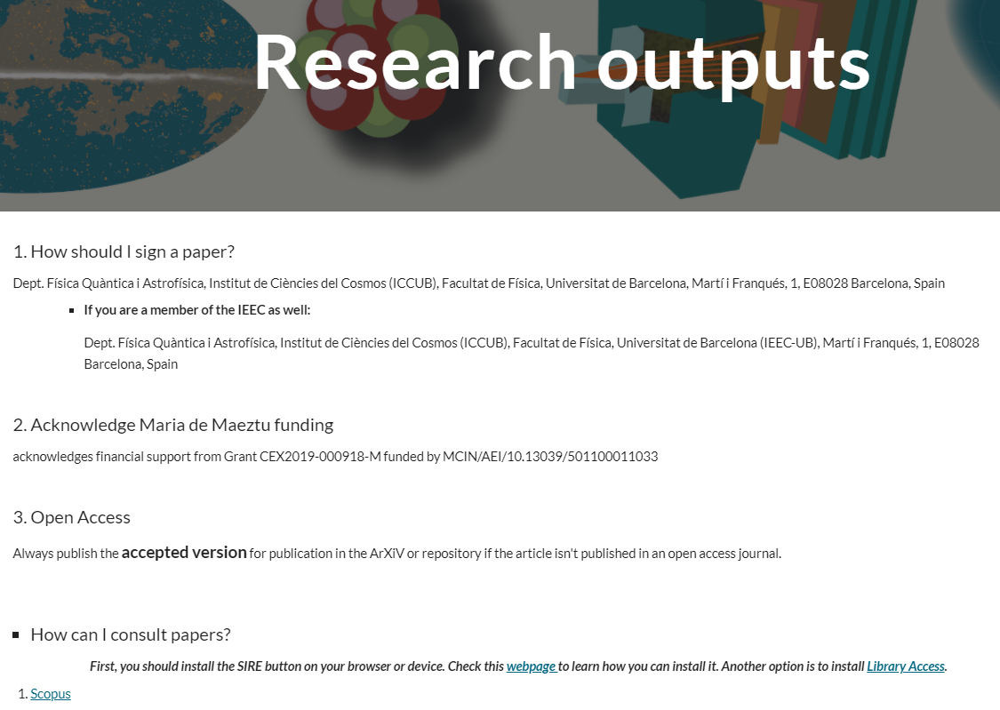 Research outputs
1. How should I sign a paper?
Dept. Física Quàntica i Astrofísica, Institut de Ciències del Cosmos (ICCUB), Facultat de Física, Universitat de Barcelona, Martí i Franqués, 1, E08028 Barcelona, Spain
▪ If you are a member of the IEEC as well:
Dept. Física Quàntica i Astrofísica, Institut de Ciències del Cosmos (ICCUB), Facultat de Física, Universitat de Barcelona (IEEC-UB), Martí i Franqués, 1, E08028
Barcelona, Spain
2. Acknowledge Maria de Maeztu funding
acknowledges financial support from Grant CEX2019-000918-M funded by MCIN/AEI/10.13039/501100011033
3. Open Access
Always publish the accepted version for publication in the ArXiV or repository if the article isn't published in an open access journal.
▪ How can I consult papers?
First, you should install the SIRE button on your browser or device. Check this webpage to learn how you can install it. Another option is to install Library Access.
1. Scopus